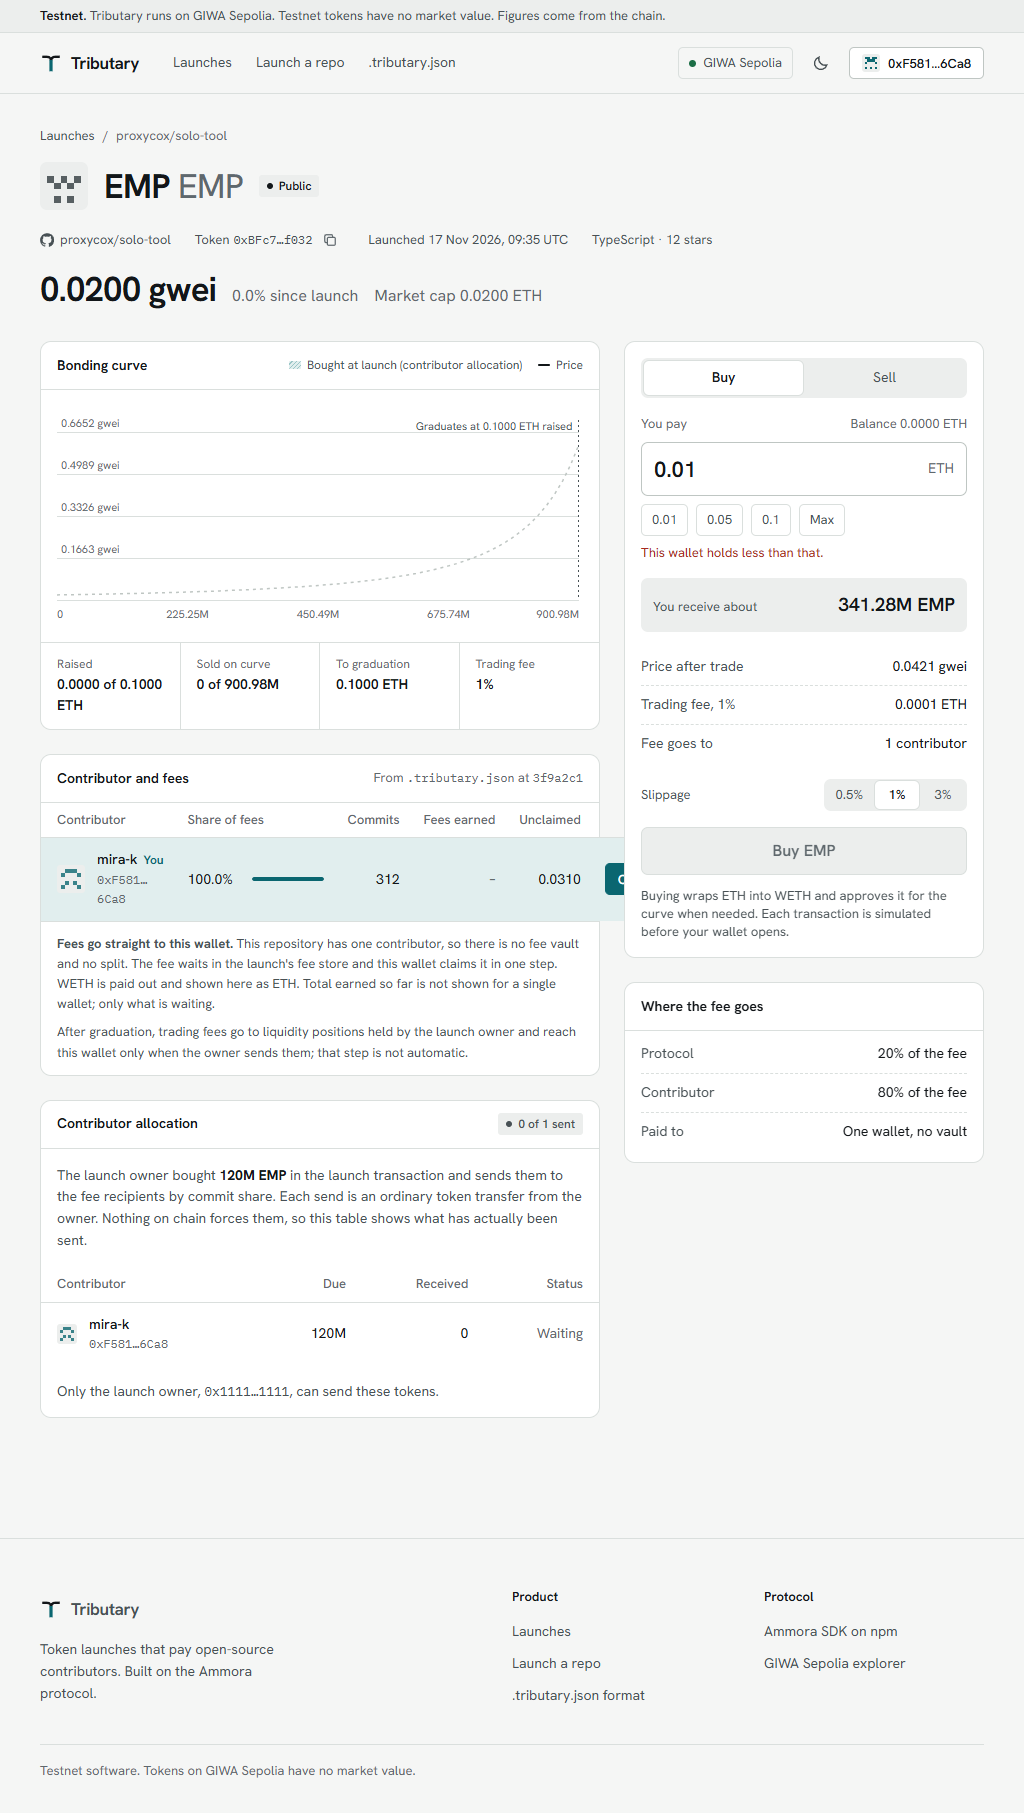 Testnet. Tributary runs on GIWA Sepolia. Testnet tokens have no market value. Figures come from the chain.
Tributary
Launches
Launch a repo
.tributary.json
GIWA Sepolia
0xF581…6Ca8
Launches / proxycox/solo-tool
EMP EMP
Public
proxycox/solo-tool
Token 0xBFc7…f032
Launched 17 Nov 2026, 09:35 UTC
TypeScript · 12 stars
0.0200 gwei
0.0% since launch
Market cap 0.0200 ETH
Bonding curve
Bought at launch (contributor allocation)
Price
0.6652 gwei
Graduates at 0.1000 ETH raised
0.4989 gwei
0.3326 gwei
0.1663 gwei
0
225.25M
450.49M
675.74M
900.98M
Raised
0.0000 of 0.1000 ETH
Sold on curve
0 of 900.98M
To graduation
0.1000 ETH
Trading fee
1%
Contributor and fees
From .tributary.json at 3f9a2c1
Contributor
Share of fees
Commits
Fees earned
Unclaimed
mira-k You
0xF581…
6Ca8
100.0%
312
–
0.0310
Fees go straight to this wallet. This repository has one contributor, so there is no fee vault
and no split. The fee waits in the launch's fee store and this wallet claims it in one step.
WETH is paid out and shown here as ETH. Total earned so far is not shown for a single
wallet; only what is waiting.
After graduation, trading fees go to liquidity positions held by the launch owner and reach
this wallet only when the owner sends them; that step is not automatic.
Contributor allocation
0 of 1 sent
The launch owner bought 120M EMP in the launch transaction and sends them to
the fee recipients by commit share. Each send is an ordinary token transfer from the
owner. Nothing on chain forces them, so this table shows what has actually been
sent.
Contributor
Due
Received
Status
mira-k
0xF581…6Ca8
120M
0
Waiting
Only the launch owner, 0x1111…1111, can send these tokens.
Buy
Sell
You pay
Balance 0.0000 ETH
0.01
ETH
0.01
0.05
0.1
Max
This wallet holds less than that.
You receive about
341.28M EMP
Price after trade
0.0421 gwei
Trading fee, 1%
0.0001 ETH
Fee goes to
1 contributor
Slippage
0.5%
1%
3%
Buy EMP
Buying wraps ETH into WETH and approves it for the
curve when needed. Each transaction is simulated
before your wallet opens.
Where the fee goes
Protocol
20% of the fee
Contributor
80% of the fee
Paid to
One wallet, no vault
Tributary
Token launches that pay open-source
contributors. Built on the Ammora
protocol.
Product
Launches
Launch a repo
.tributary.json format
Protocol
Ammora SDK on npm
GIWA Sepolia explorer
Testnet software. Tokens on GIWA Sepolia have no market value.